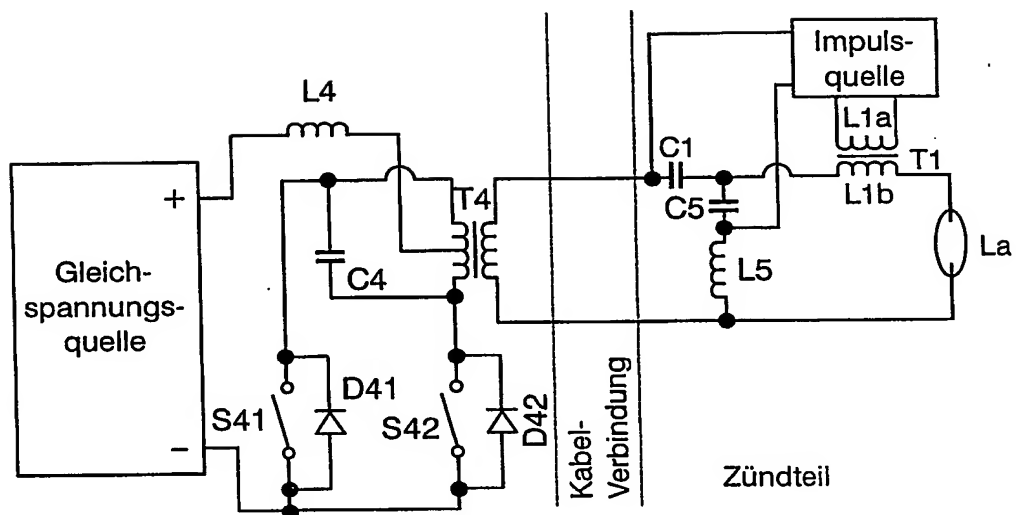 Impuls-
quelle
L4
L1a
C1
T1
+
T4
L1b
C5
Gleich-
spannungs-
quelle
C4
L5
La
D41
S41
S42
D42
–
Kabel-
Verbindung
Zündteil